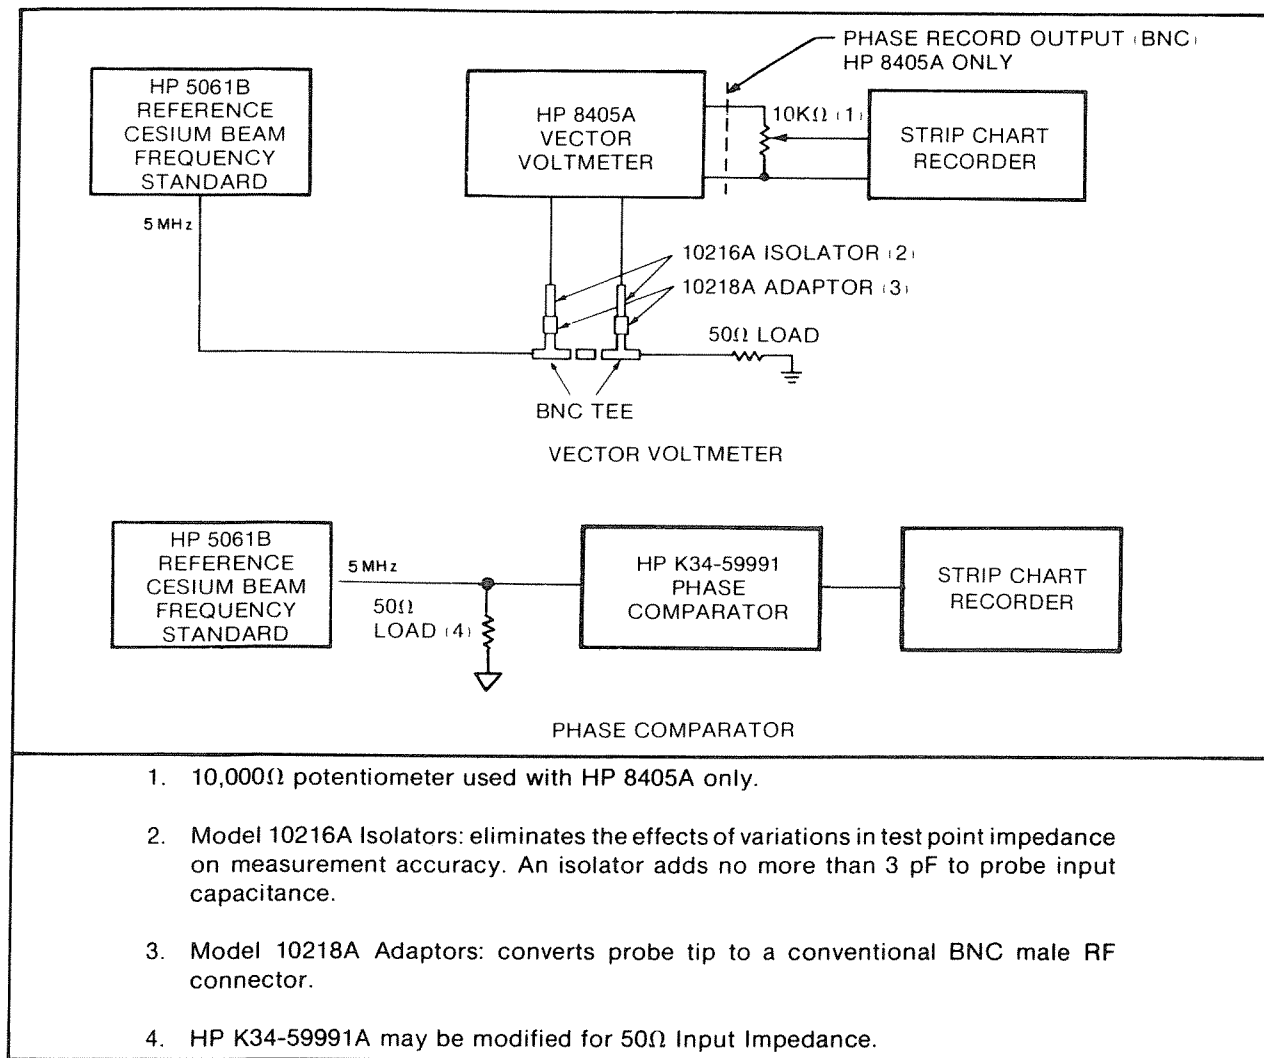 PHASE RECORD OUTPUT (BNC)
HP 8405A ONLY
HP 5061B
REFERENCE
CESIUM BEAM
FREQUENCY
STANDARD
HP 8405A
VECTOR
VOLTMETER
10KΩ (1)
STRIP CHART
RECORDER
5 MHz
10216A ISOLATOR (2)
10218A ADAPTOR (3)
50Ω LOAD
BNC TEE
VECTOR VOLTMETER
HP 5061B
REFERENCE
CESIUM BEAM
FREQUENCY
STANDARD
5 MHz
50Ω
LOAD (4)
HP K34-59991
PHASE
COMPARATOR
STRIP CHART
RECORDER
PHASE COMPARATOR
1. 10,000Ω potentiometer used with HP 8405A only.
2. Model 10216A Isolators: eliminates the effects of variations in test point impedance
on measurement accuracy. An isolator adds no more than 3 pF to probe input
capacitance.
3. Model 10218A Adaptors: converts probe tip to a conventional BNC male RF
connector.
4. HP K34-59991A may be modified for 50Ω Input Impedance.